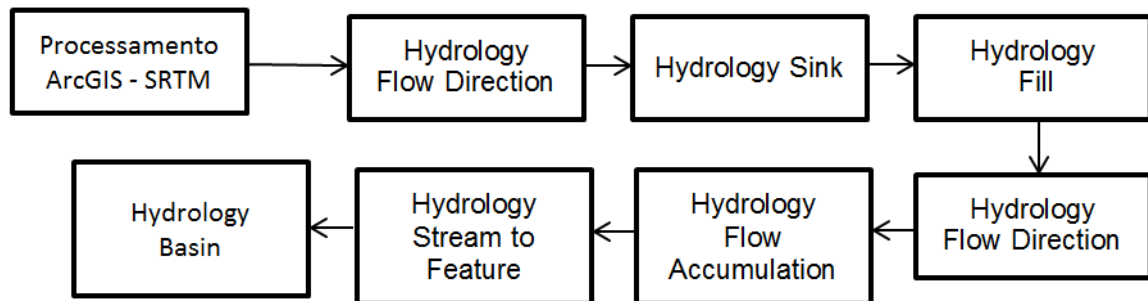 Processamento
ArcGIS - SRTM
Hydrology
Flow Direction
Hydrology Sink
Hydrology
Fill
Hydrology
Flow Direction
Hydrology
Flow
Accumulation
Hydrology
Stream to
Feature
Hydrology
Basin